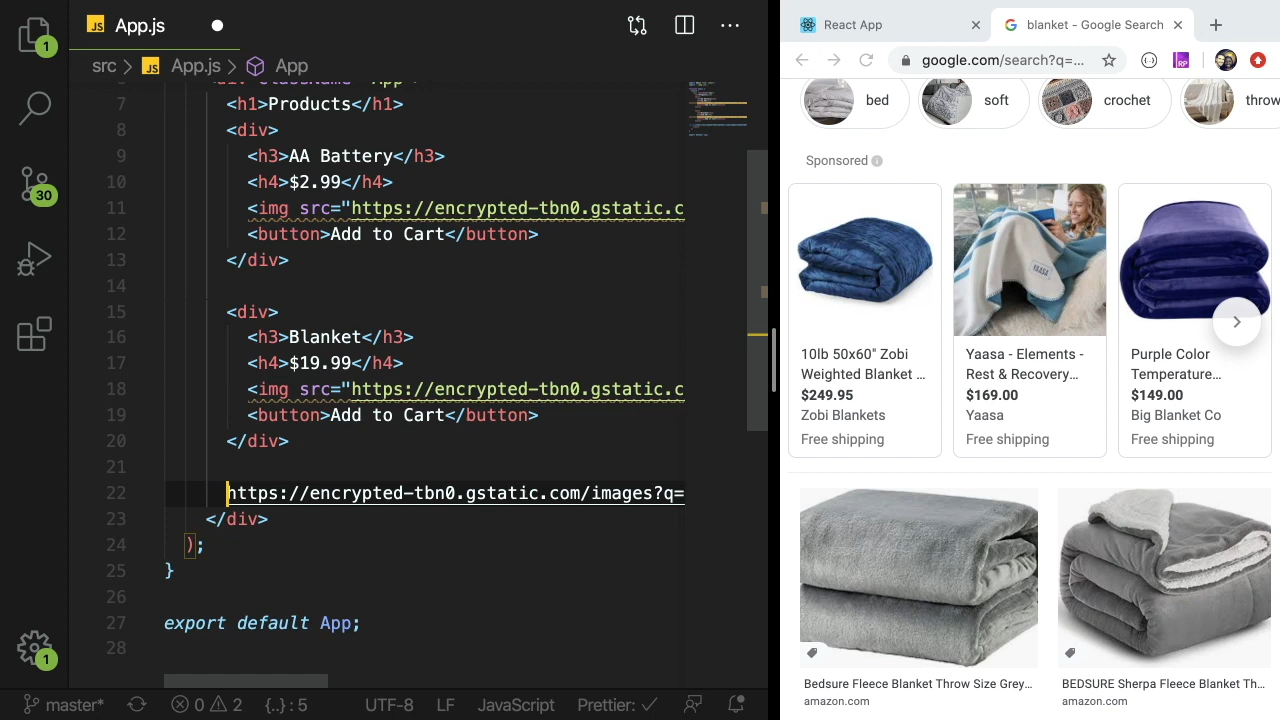 JS App.js
src > JS App.js > App
7 <h1>Products</h1>
8 <div>
9 <h3>AA Battery</h3>
10 <h4>$2.99</h4>
11 <img src="https://encrypted-tbn0.gstatic.c
12 <button>Add to Cart</button>
13 </div>
14
15 <div>
16 <h3>Blanket</h3>
17 <h4>$19.99</h4>
18 <img src="https://encrypted-tbn0.gstatic.c
19 <button>Add to Cart</button>
20 </div>
21
22 https://encrypted-tbn0.gstatic.com/images?q=
23 </div>
24 );
25 }
26
27 export default App;
28
1
30
1
master* 0 2 {..} : 5 UTF-8 LF JavaScript Prettier: ✓
React App × blanket - Google Search × +
google.com/search?q=...
RP
bed soft crochet throw
Sponsored
YAASA
10lb 50x60" Zobi
Weighted Blanket ...
$249.95
Zobi Blankets
Free shipping
Yaasa - Elements -
Rest & Recovery...
$169.00
Yaasa
Free shipping
Purple Color
Temperature...
$149.00
Big Blanket Co
Free shipping
Bedsure Fleece Blanket Throw Size Grey...
amazon.com
BEDSURE Sherpa Fleece Blanket Th...
amazon.com